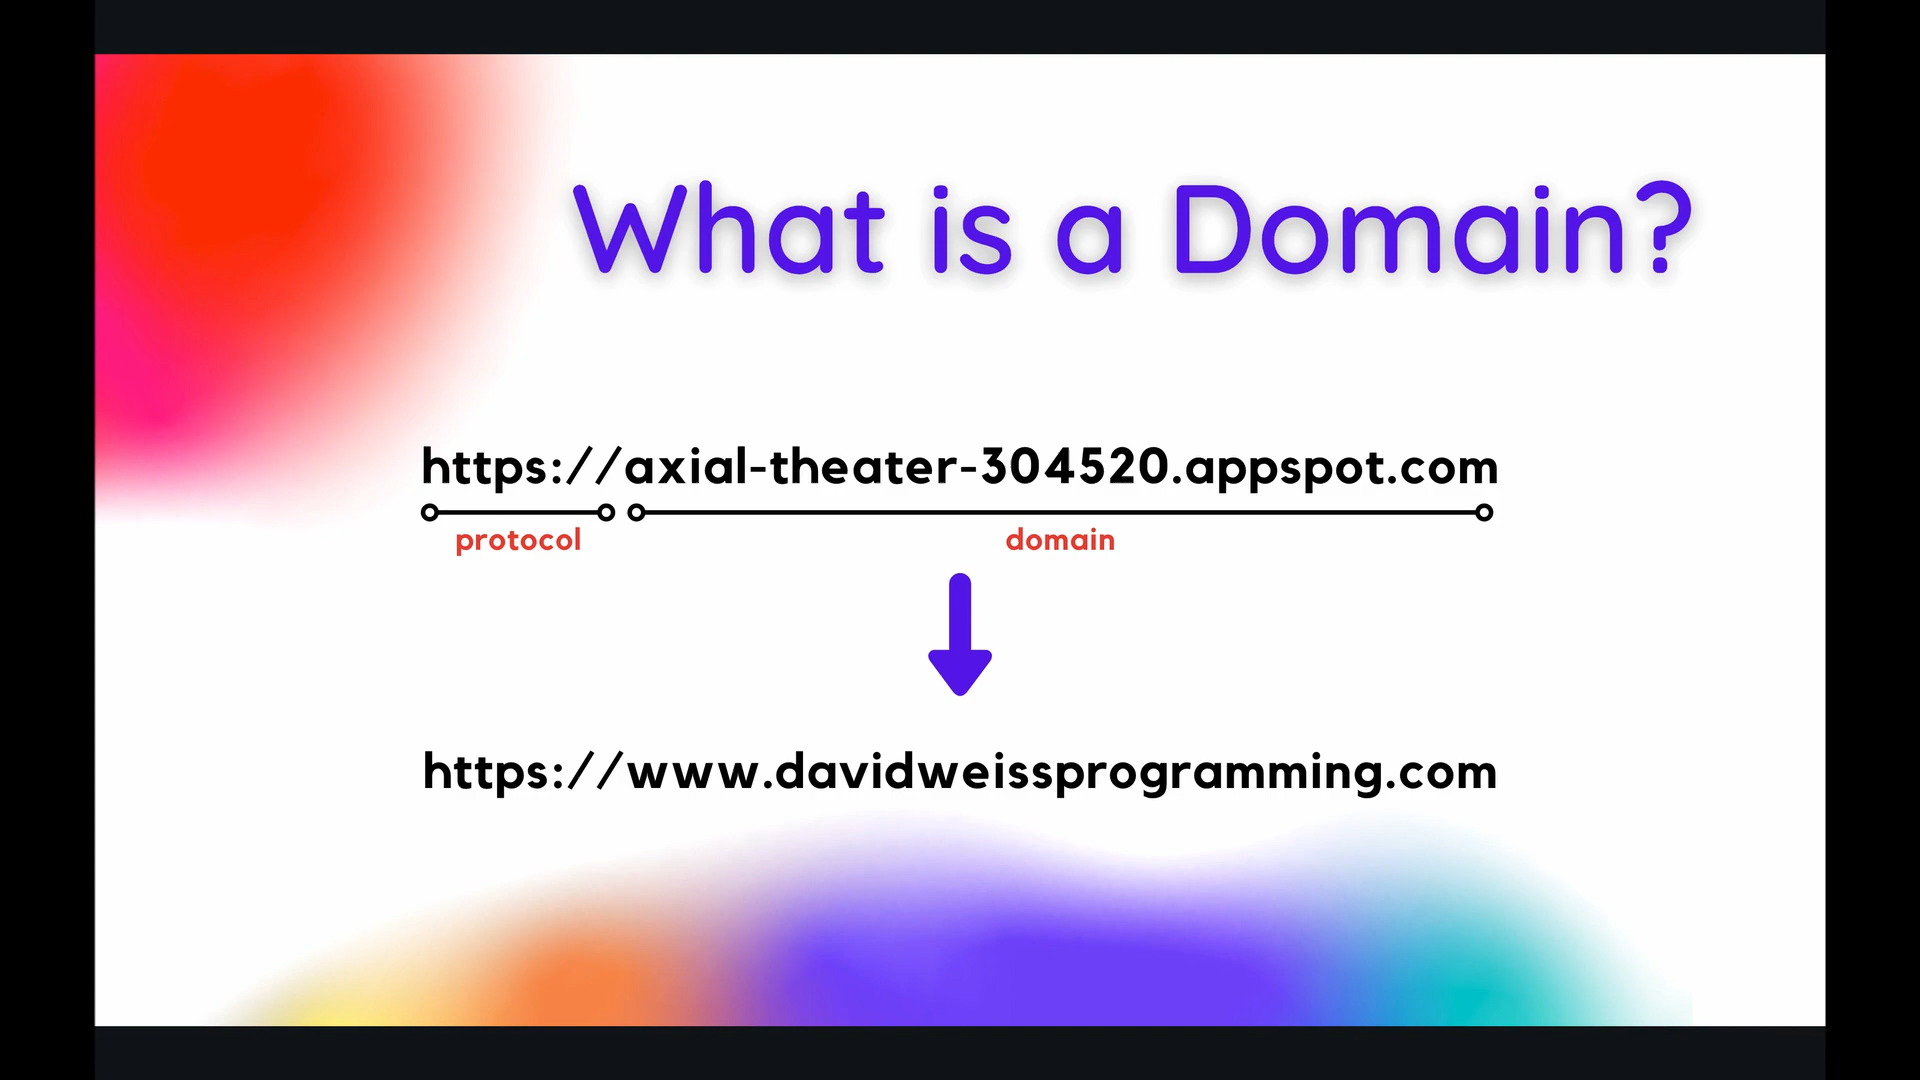 What is a Domain?
https://axial-theater-304520.appspot.com
protocol domain
https://www.davidweissprogramming.com